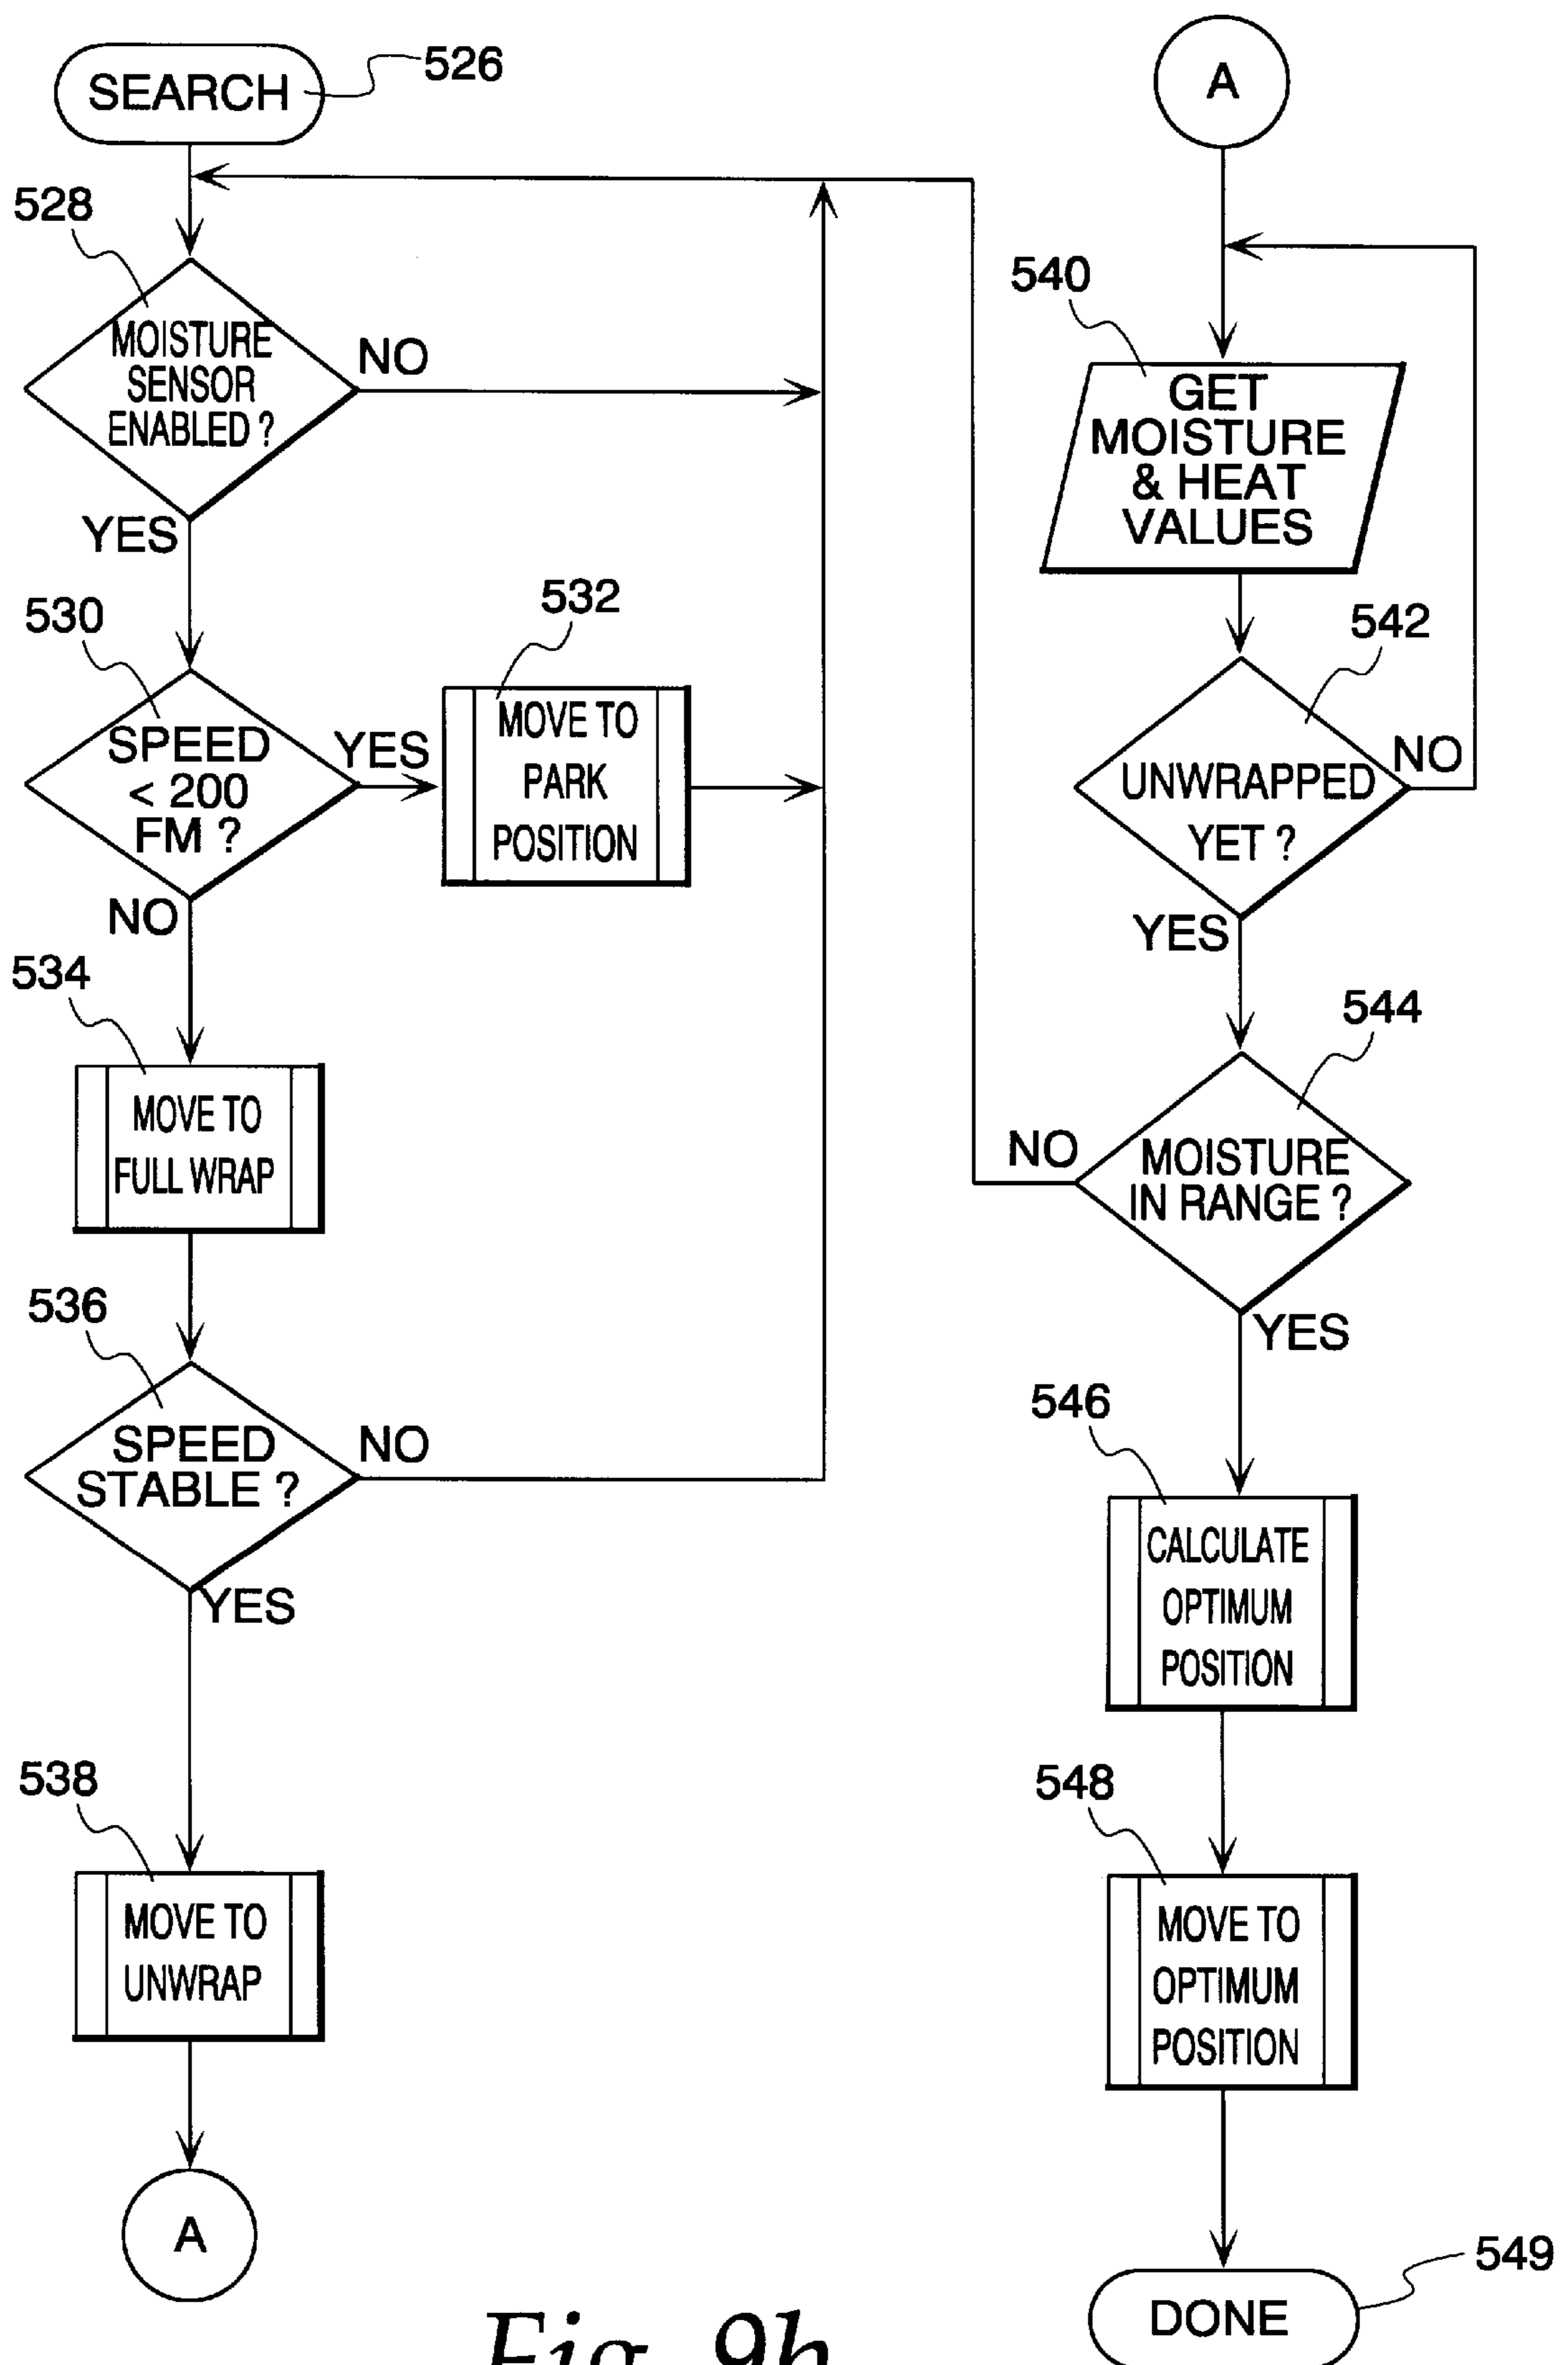 SEARCH
526
528
MOISTURE
SENSOR
ENABLED ?
NO
YES
530
SPEED
< 200
FM ?
YES
NO
532
MOVE TO
PARK
POSITION
534
MOVE TO
FULL WRAP
536
SPEED
STABLE ?
NO
YES
538
MOVE TO
UNWRAP
A
A
540
GET
MOISTURE
& HEAT
VALUES
542
UNWRAPPED
YET ?
NO
YES
544
MOISTURE
IN RANGE ?
NO
YES
546
CALCULATE
OPTIMUM
POSITION
548
MOVE TO
OPTIMUM
POSITION
549
DONE
Fig. 9b